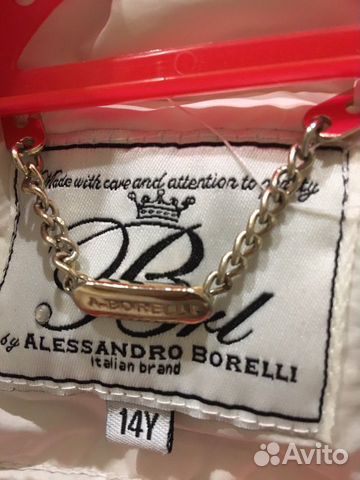 Made with care and attention to
A.BORELLI
by ALESSANDRO BORELLI
Italian brand
14Y
Avito